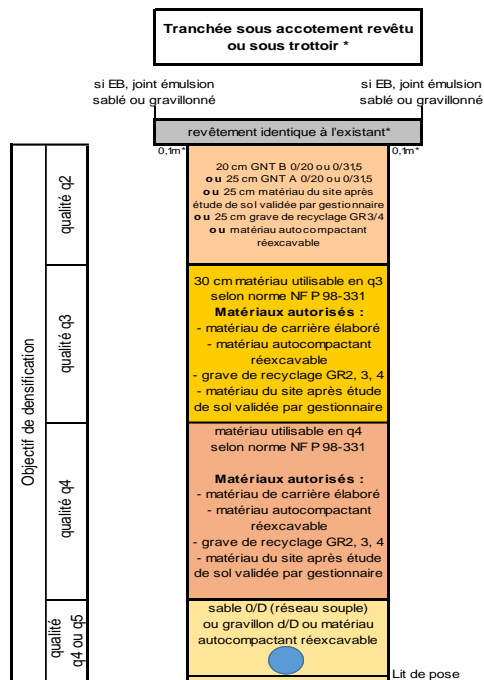 Tranchée sous accotement revêtu
ou sous trottoir *
si EB, joint émulsion
sablé ou gravillonné
si EB, joint émulsion
sablé ou gravillonné
revêtement identique à l'existant*
0,1m*
0,1m*
Objectif de densification
qualité q2
20 cm GNT B 0/20 ou 0/31,5
ou 25 cm GNT A 0/20 ou 0/31,5
ou 25 cm matériau du site après
étude de sol validée par gestionnaire
ou 25 cm grave de recyclage GR3/4
ou matériau autocompactant
réexcavable
qualité q3
30 cm matériau utilisable en q3
selon norme NF P 98-331
Matériaux autorisés :
- matériau de carrière élaboré
- matériau autocompactant
réexcavable
- grave de recyclage GR2, 3, 4
- matériau du site après étude
de sol validée par gestionnaire
qualité q4
matériau utilisable en q4
selon norme NF P 98-331
Matériaux autorisés :
- matériau de carrière élaboré
- matériau autocompactant
réexcavable
- grave de recyclage GR2, 3, 4
- matériau du site après étude
de sol validée par gestionnaire
qualité
q4 ou q5
sable 0/D (réseau souple)
ou gravillon d/D ou matériau
autocompactant réexcavable
Lit de pose